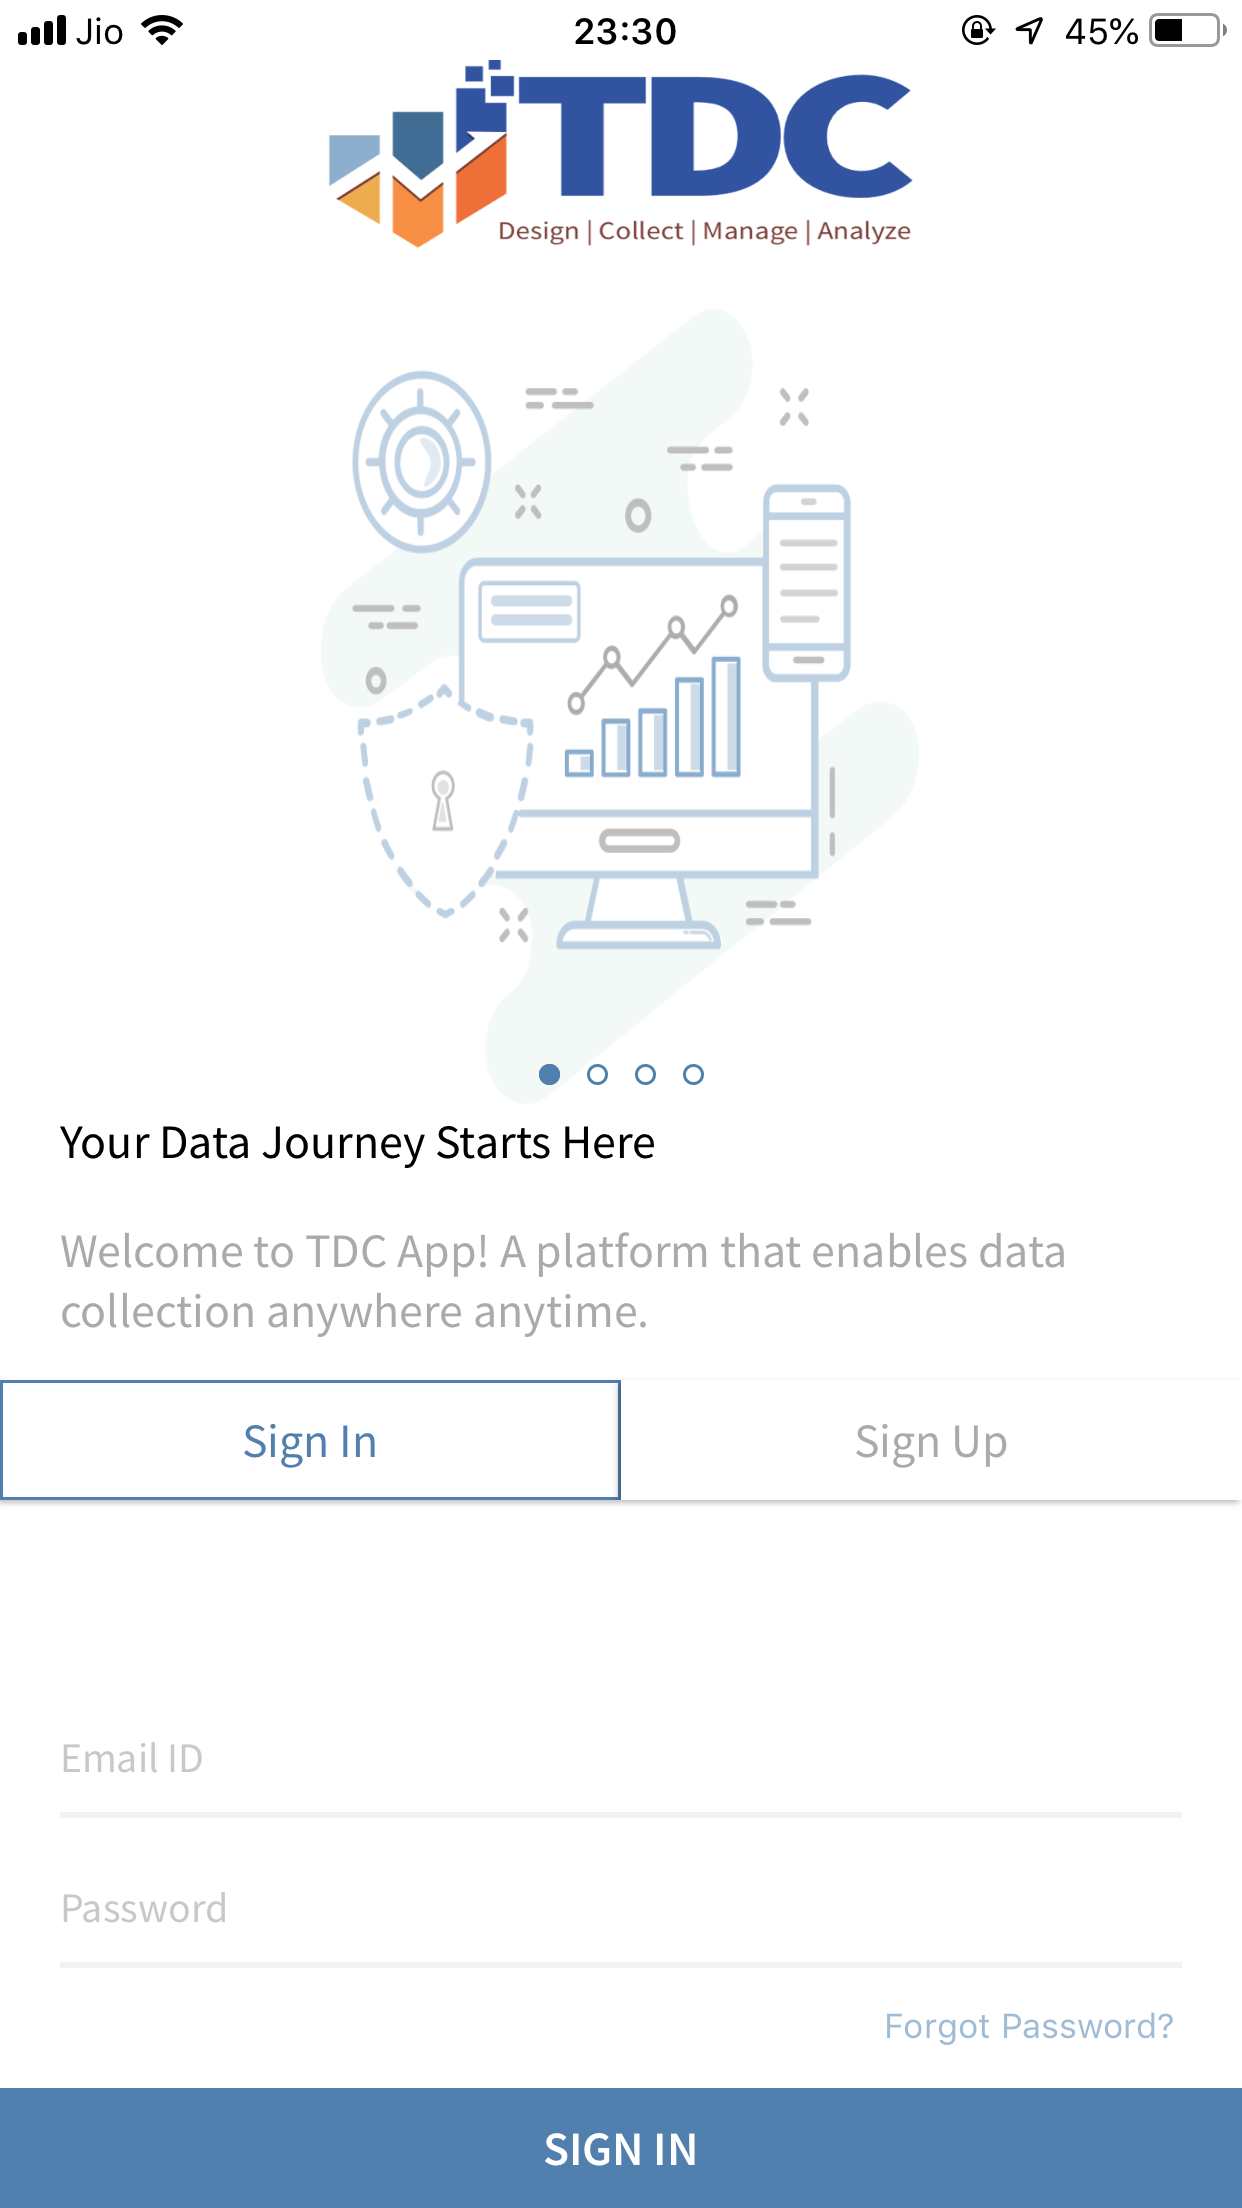 Jio 23:30 45%
TDC
Design | Collect | Manage | Analyze
Your Data Journey Starts Here
Welcome to TDC App! A platform that enables data
collection anywhere anytime.
Sign In Sign Up
Email ID
Password
Forgot Password?
SIGN IN